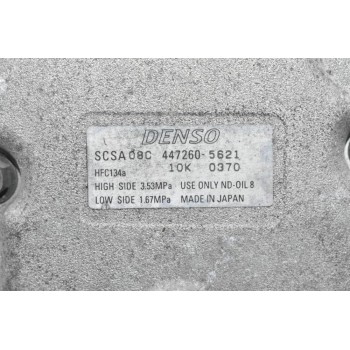 DENSO
SCSA08C 447260-5621
10K 0370
HFC134a
HIGH SIDE 3.53MPa USE ONLY ND-OIL 8
LOW SIDE 1.67MPa MADE IN JAPAN